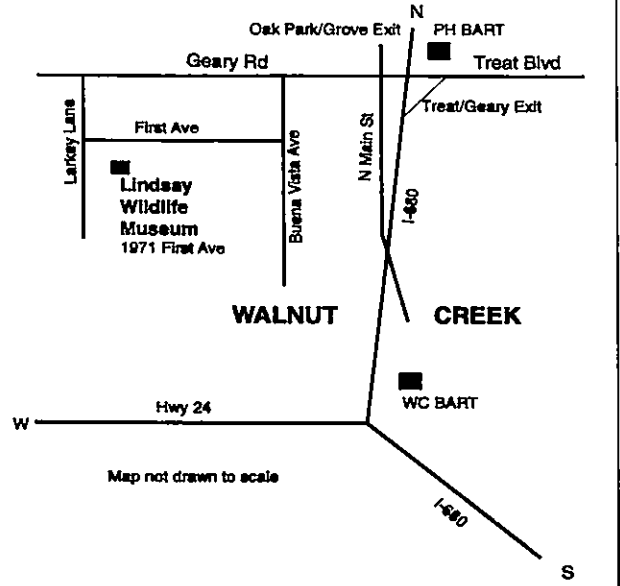 N
Oak Park/Grove Exit
PH BART
Geary Rd
Treat Blvd
Treat/Geary Exit
First Ave
Larkey Lane
Buena Vista Ave
N Main St
I-680
Lindsay
Wildlife
Museum
1971 First Ave
WALNUT CREEK
WC BART
Hwy 24
W
Map not drawn to scale
I-680
S